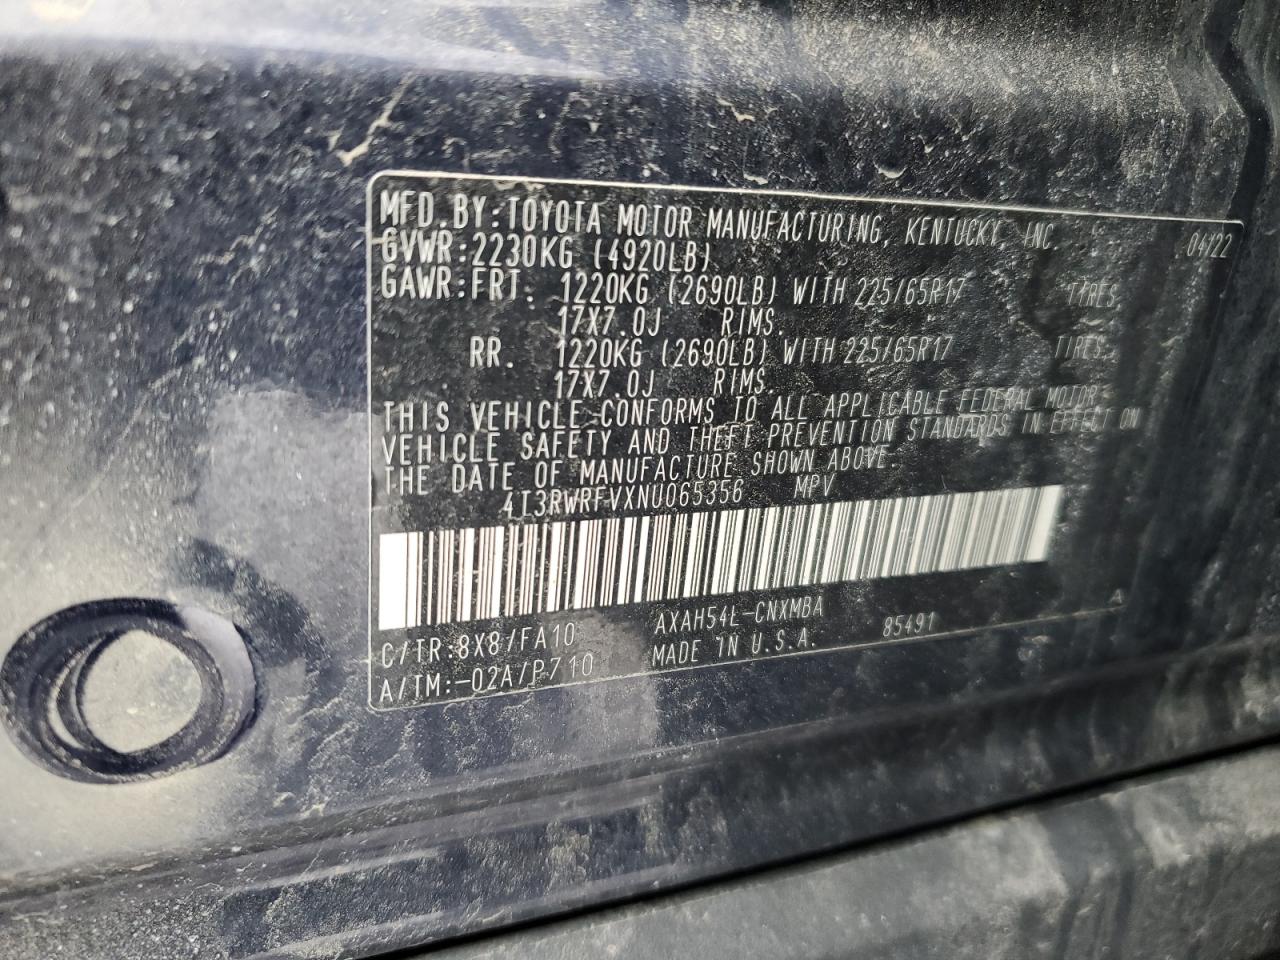 MFD.BY:TOYOTA MOTOR MANUFACTURING, KENTUCKY, INC. 04/22
GVWR:2230KG (4920LB)
GAWR:FRT. 1220KG (2690LB) WITH 225/65R17 TIRES,
17X7.0J RIMS.
RR. 1220KG (2690LB) WITH 225/65R17 TIRES,
17X7.0J RIMS.
THIS VEHICLE CONFORMS TO ALL APPLICABLE FEDERAL MOTOR
VEHICLE SAFETY AND THEFT PREVENTION STANDARDS IN EFFECT ON
THE DATE OF MANUFACTURE SHOWN ABOVE.
4T3RWRFVXNU065356 MPV
C/TR:8X8/FA10 AXAH54L-CNXMBA 85491 A
A/TM:-02A/P710 MADE IN U.S.A.